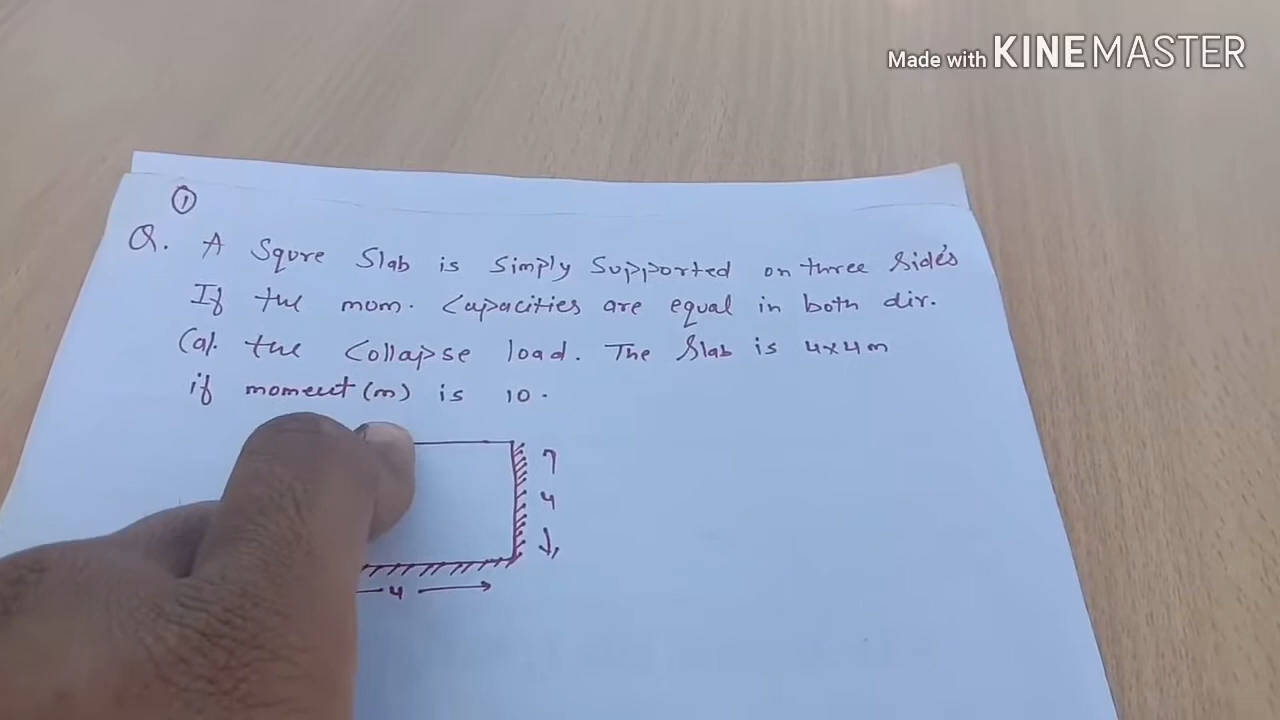 Made with KINEMASTER
①
Q. A Squre Slab is Simply Supported on three Sides
If the mom. Capacities are equal in both dir.
Cal. the Collapse load. The Slab is 4x4m
if moment (m) is 10.
4
4